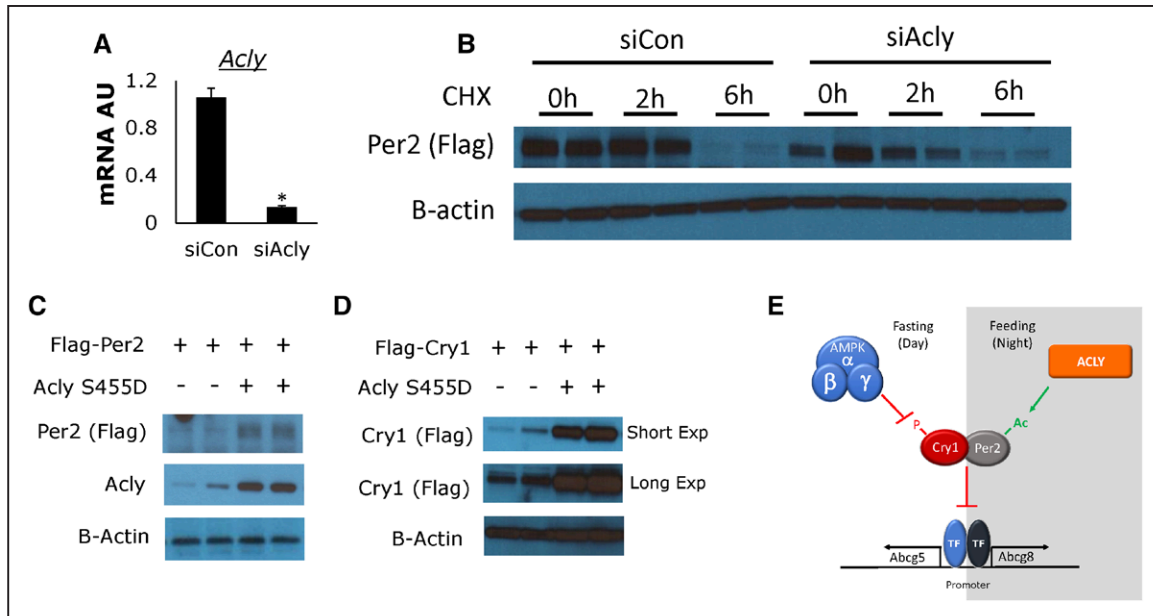 A
Acly
mRNA AU
1.2
0.8
0.4
0
*
siCon siAcly
B
siCon siAcly
CHX 0h 2h 6h 0h 2h 6h
Per2 (Flag)
B-actin
C
Flag-Per2 + + + +
Acly S455D - - + +
Per2 (Flag)
Acly
B-Actin
D
Flag-Cry1 + + + +
Acly S455D - - + +
Cry1 (Flag) Short Exp
Cry1 (Flag) Long Exp
B-Actin
E
Fasting
(Day)
Feeding
(Night)
AMPK
α
β γ
ACLY
P
Ac
Cry1 Per2
TF TF
Abcg5 Abcg8
Promoter